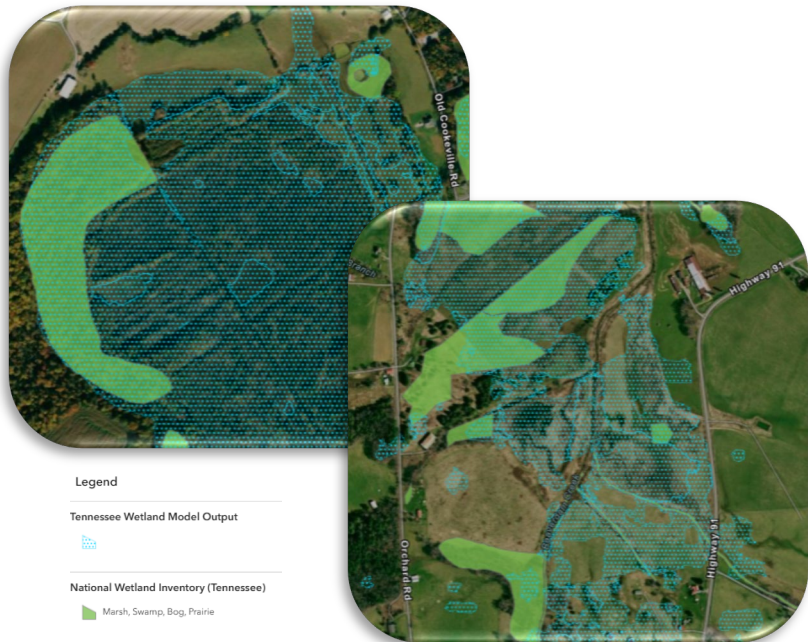 Old Cookeville Rd
Highway 91
Orchard Rd
Highway 91
Legend
Tennessee Wetland Model Output
National Wetland Inventory (Tennessee)
Marsh, Swamp, Bog, Prairie